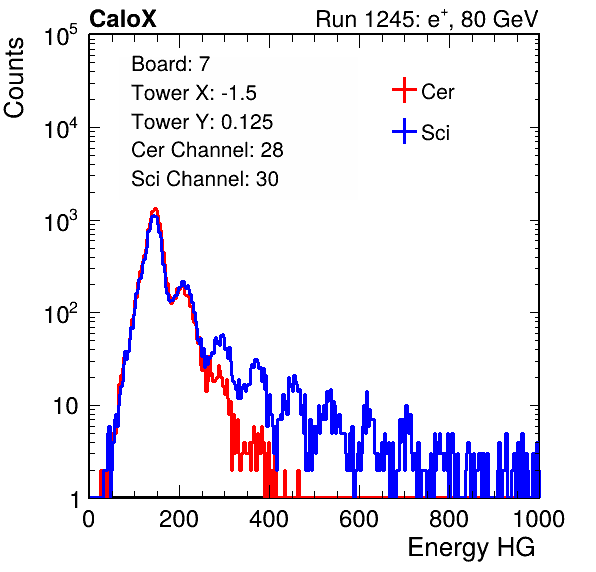 CaloX Run 1245: e⁺, 80 GeV
Counts
Board: 7
Tower X: -1.5
Tower Y: 0.125
Cer Channel: 28
Sci Channel: 30
Cer
Sci
10⁵
10⁴
10³
10²
10
1
0 200 400 600 800 1000
Energy HG